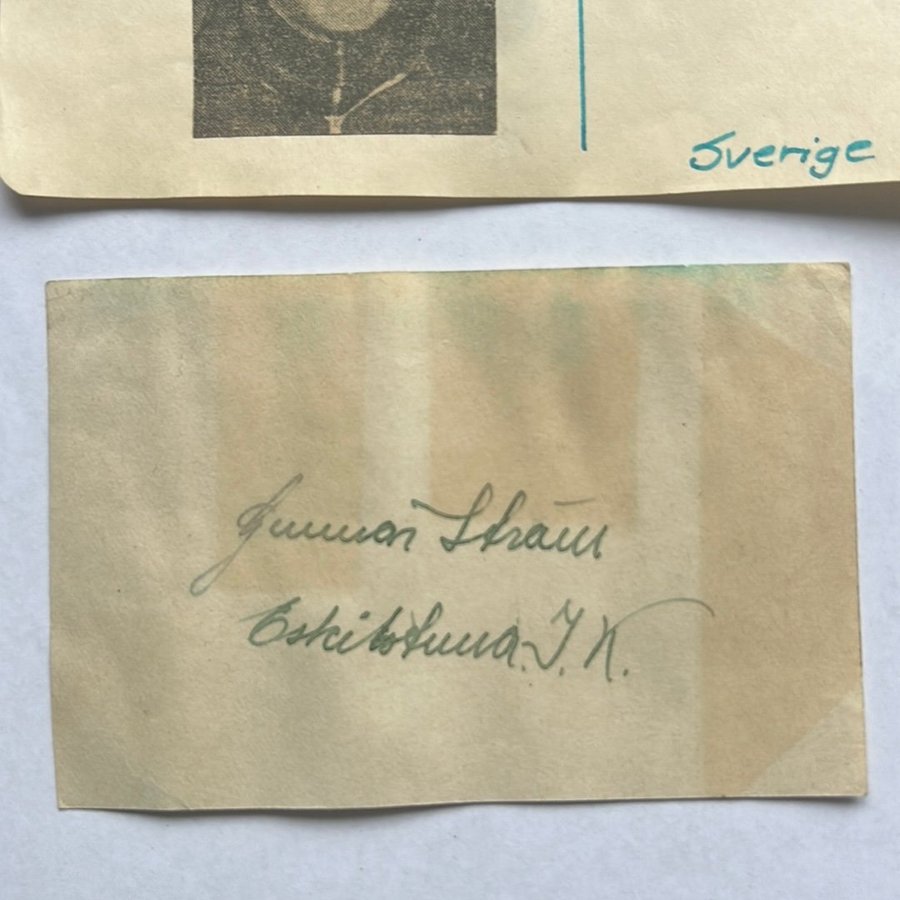 Sverige
Gunnar Ström
Eskilstuna. I. K.